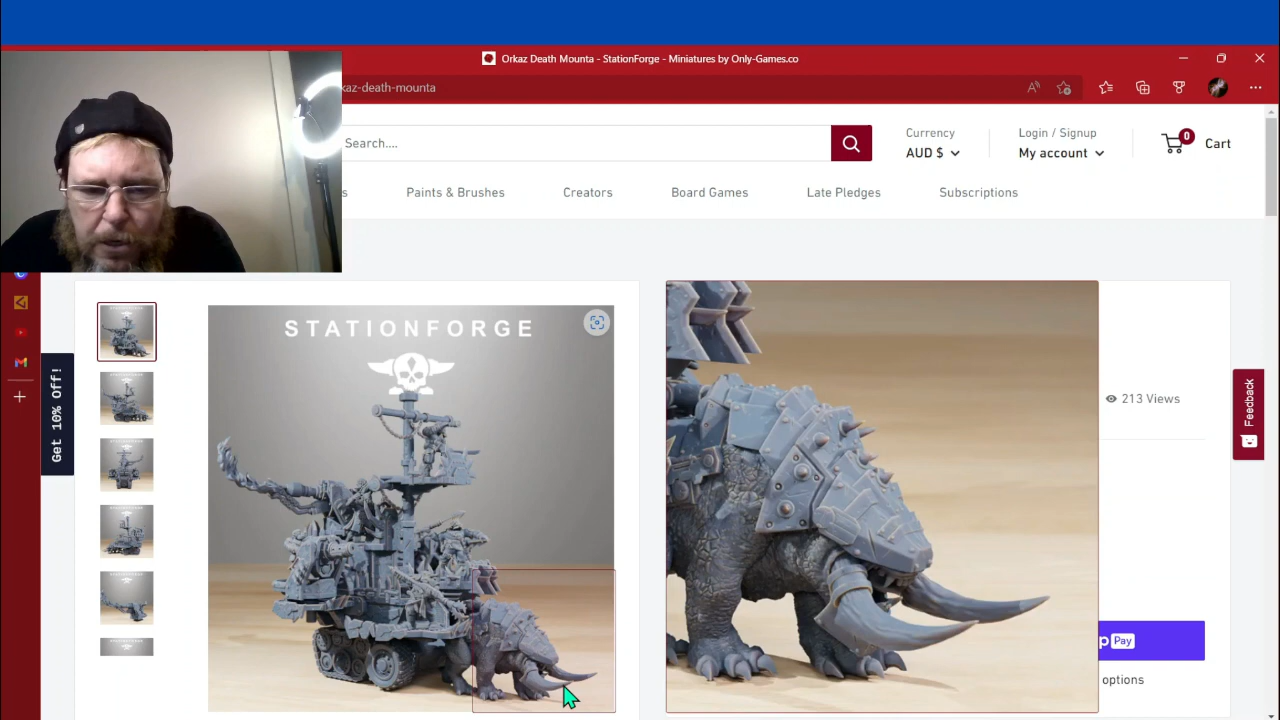 Orkaz Death Mounta - StationForge - Miniatures by Only-Games.co
kaz-death-mounta
Search....
Currency
AUD $
Login / Signup
My account
0
Cart
s
Paints & Brushes
Creators
Board Games
Late Pledges
Subscriptions
Get 10% Off!
STATIONFORGE
213 Views
Feedback
Pay
options